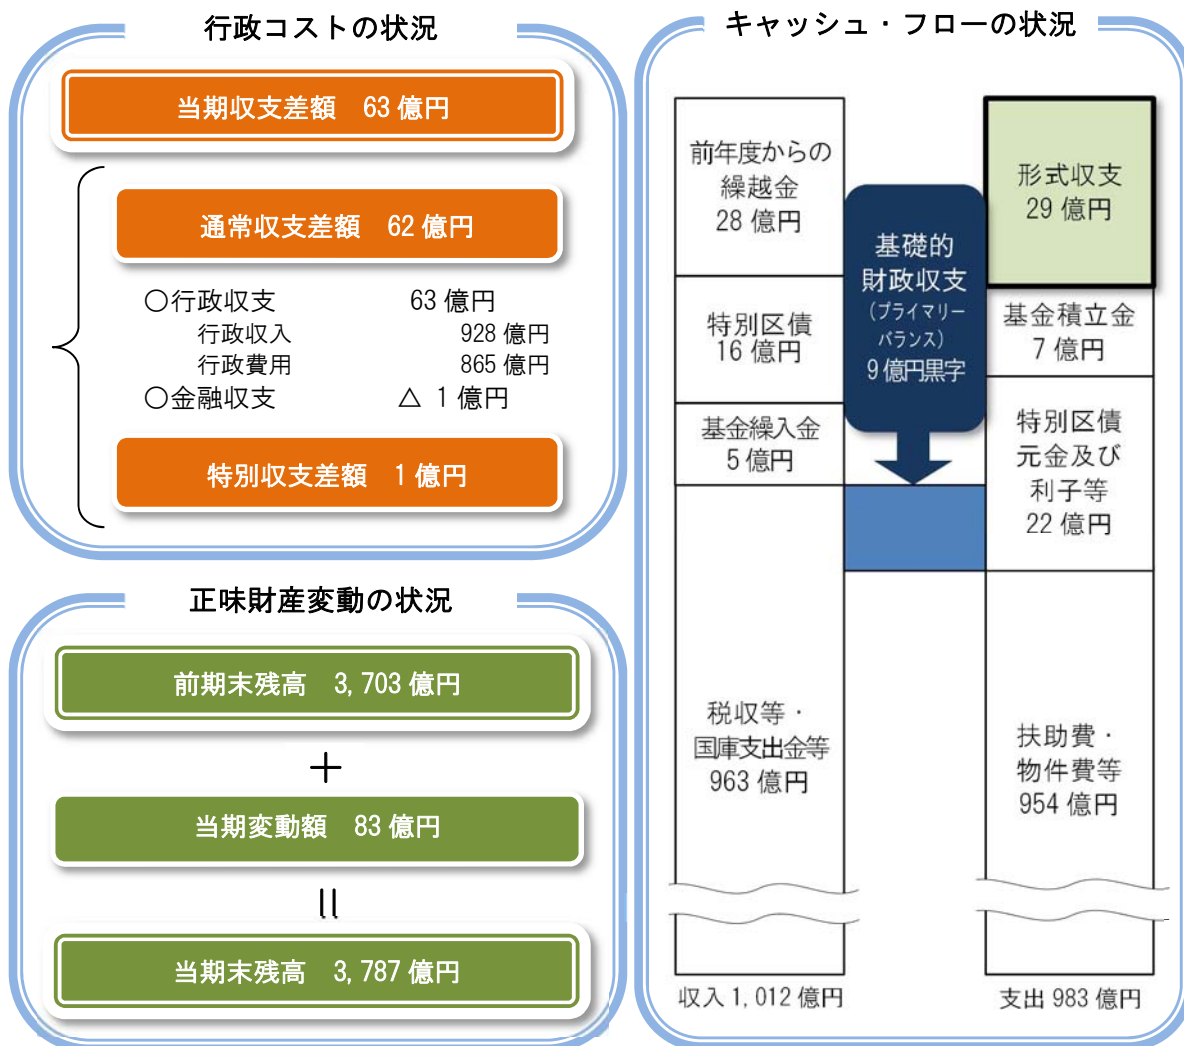 行政コストの状況
当期収支差額 63 億円
通常収支差額 62 億円
〇行政収支 63 億円
行政収入 928 億円
行政費用 865 億円
〇金融収支 △ 1 億円
特別収支差額 1 億円
正味財産変動の状況
前期末残高 3,703 億円
＋
当期変動額 83 億円
＝
当期末残高 3,787 億円
キャッシュ・フローの状況
前年度からの
繰越金
28 億円
特別区債
16 億円
基金繰入金
5 億円
税収等・
国庫支出金等
963 億円
収入 1,012 億円
基礎的
財政収支
(プライマリー
バランス)
9 億円黒字
形式収支
29 億円
基金積立金
7 億円
特別区債
元金及び
利子等
22 億円
扶助費・
物件費等
954 億円
支出 983 億円